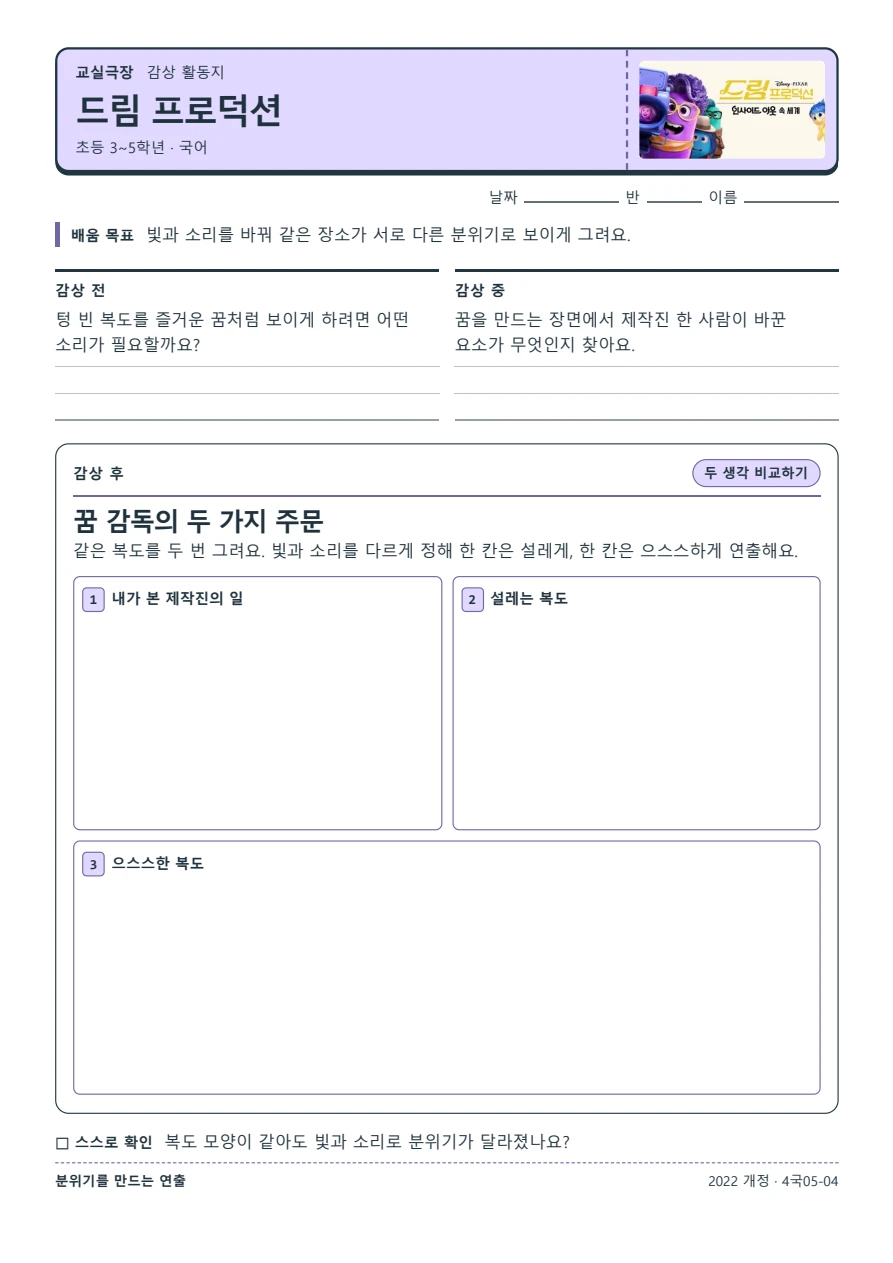 교실극장 감상 활동지
드림 프로덕션
초등 3~5학년 · 국어
Disney·PIXAR
드림 프로덕션
인사이드 아웃 속 세계
날짜 반 이름
배움 목표 빛과 소리를 바꿔 같은 장소가 서로 다른 분위기로 보이게 그려요.
감상 전
텅 빈 복도를 즐거운 꿈처럼 보이게 하려면 어떤
소리가 필요할까요?
감상 중
꿈을 만드는 장면에서 제작진 한 사람이 바꾼
요소가 무엇인지 찾아요.
감상 후
두 생각 비교하기
꿈 감독의 두 가지 주문
같은 복도를 두 번 그려요. 빛과 소리를 다르게 정해 한 칸은 설레게, 한 칸은 으스스하게 연출해요.
1 내가 본 제작진의 일
2 설레는 복도
3 으스스한 복도
□ 스스로 확인 복도 모양이 같아도 빛과 소리로 분위기가 달라졌나요?
분위기를 만드는 연출
2022 개정 · 4국05-04